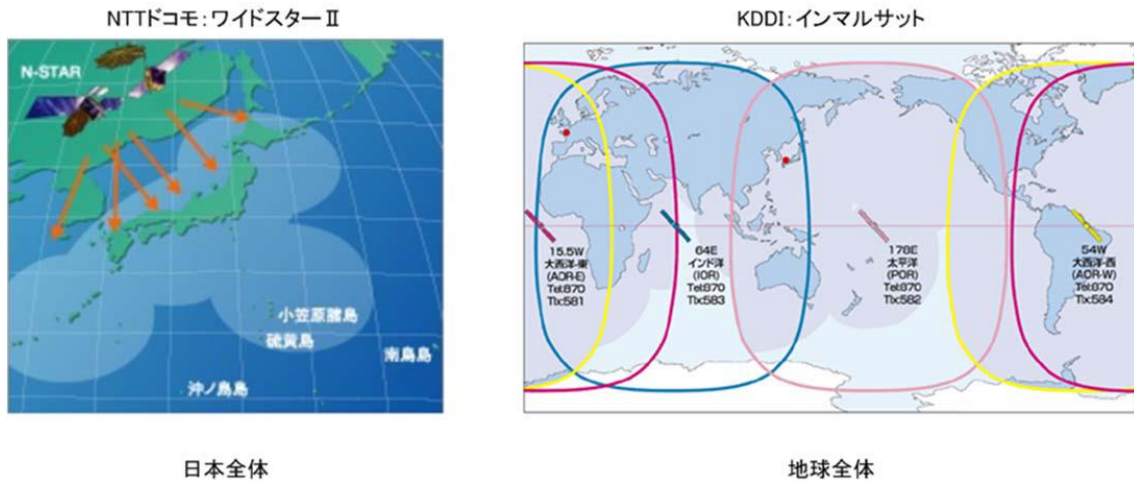 NTTドコモ：ワイドスターⅡ
KDDI：インマルサット
N-STAR
小笠原諸島
硫黄島
南鳥島
沖ノ鳥島
15.5W
大西洋-東
(AOR-E)
Tel:870
Tlx:581
64E
インド洋
(IOR)
Tel:870
Tlx:583
178E
太平洋
(POR)
Tel:870
Tlx:582
54W
大西洋-西
(AOR-W)
Tel:870
Tlx:584
日本全体
地球全体